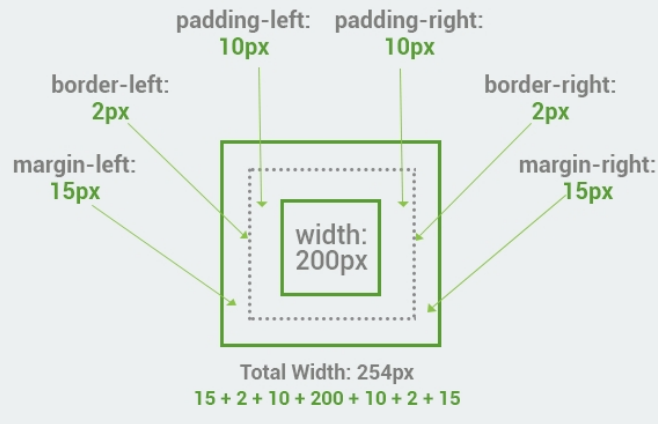 padding-left:
10px
padding-right:
10px
border-left:
2px
border-right:
2px
margin-left:
15px
margin-right:
15px
width:
200px
Total Width: 254px
15 + 2 + 10 + 200 + 10 + 2 + 15